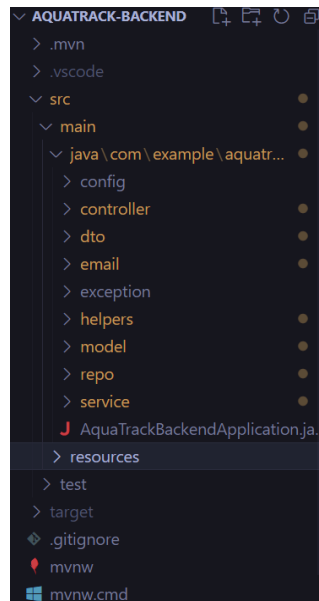 AQUATRACK-BACKEND
.mvn
.vscode
src
main
java\com\example\aquatr...
config
controller
dto
email
exception
helpers
model
repo
service
J AquaTrackBackendApplication.ja.
resources
test
target
.gitignore
mvnw
mvnw.cmd